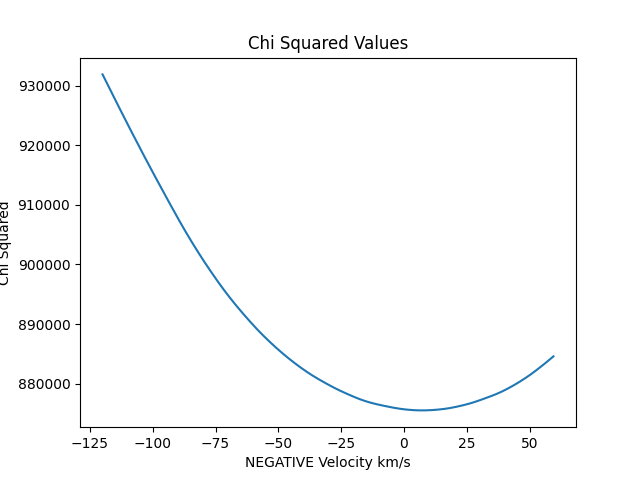 Chi Squared Values
930000
920000
910000
900000
890000
880000
Chi Squared
−125 −100 −75 −50 −25 0 25 50
NEGATIVE Velocity km/s